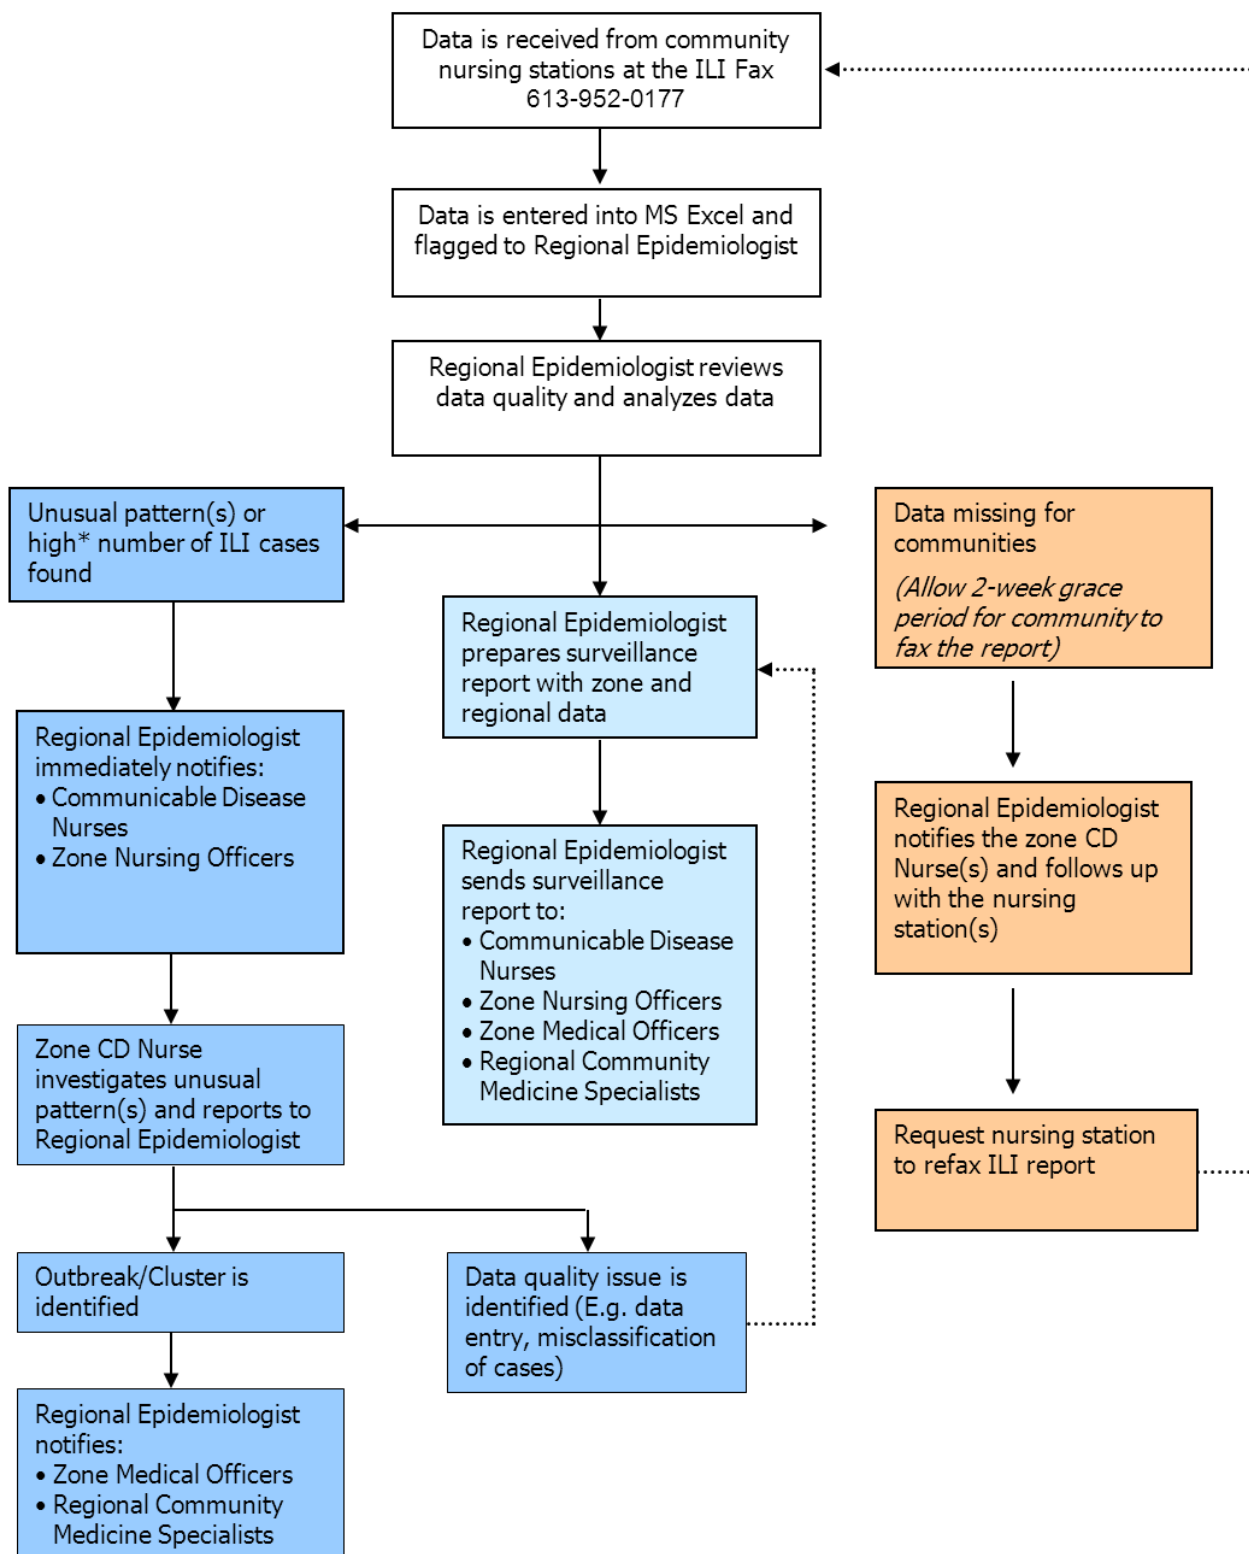 Data is received from community
nursing stations at the ILI Fax
613-952-0177
Data is entered into MS Excel and
flagged to Regional Epidemiologist
Regional Epidemiologist reviews
data quality and analyzes data
Unusual pattern(s) or
high* number of ILI cases
found
Regional Epidemiologist
immediately notifies:
• Communicable Disease
Nurses
• Zone Nursing Officers
Zone CD Nurse
investigates unusual
pattern(s) and reports to
Regional Epidemiologist
Outbreak/Cluster is
identified
Regional Epidemiologist
notifies:
• Zone Medical Officers
• Regional Community
Medicine Specialists
Data quality issue is
identified (E.g. data
entry, misclassification
of cases)
Regional Epidemiologist
prepares surveillance
report with zone and
regional data
Regional Epidemiologist
sends surveillance
report to:
• Communicable Disease
Nurses
• Zone Nursing Officers
• Zone Medical Officers
• Regional Community
Medicine Specialists
Data missing for
communities
(Allow 2-week grace
period for community to
fax the report)
Regional Epidemiologist
notifies the zone CD
Nurse(s) and follows up
with the nursing
station(s)
Request nursing station
to refax ILI report